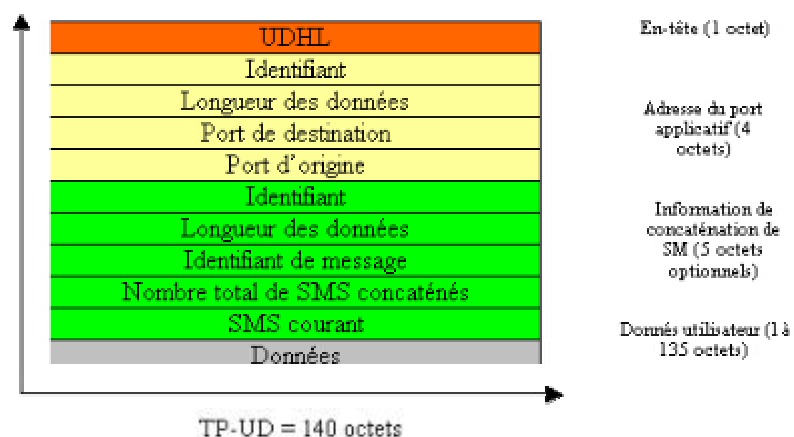 UDHL
Identifiant
Longueur des données
Port de destination
Port d'origine
Identifiant
Longueur des données
Identifiant de message
Nombre total de SMS concaténés
SMS courant
Données
En-tête (1 octet)
Adresse du port
applicatif (4
octets)
Information de
concaténation de
SM (5 octets
optionnels)
Donnés utilisateur (1 à
135 octets)
TP-UD = 140 octets